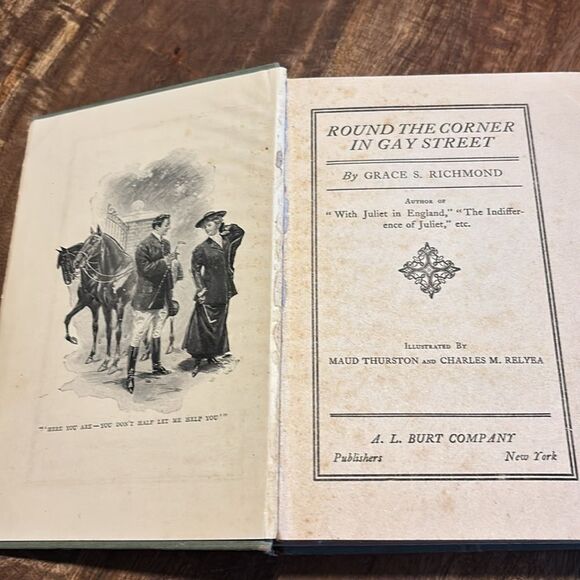 "'HERE YOU ARE—YOU DON'T HALF LET ME HELP YOU'"
ROUND THE CORNER
IN GAY STREET
By GRACE S. RICHMOND
AUTHOR OF
"With Juliet in England," "The Indiffer-
ence of Juliet," etc.
ILLUSTRATED BY
MAUD THURSTON AND CHARLES M. RELYEA
A. L. BURT COMPANY
Publishers New York